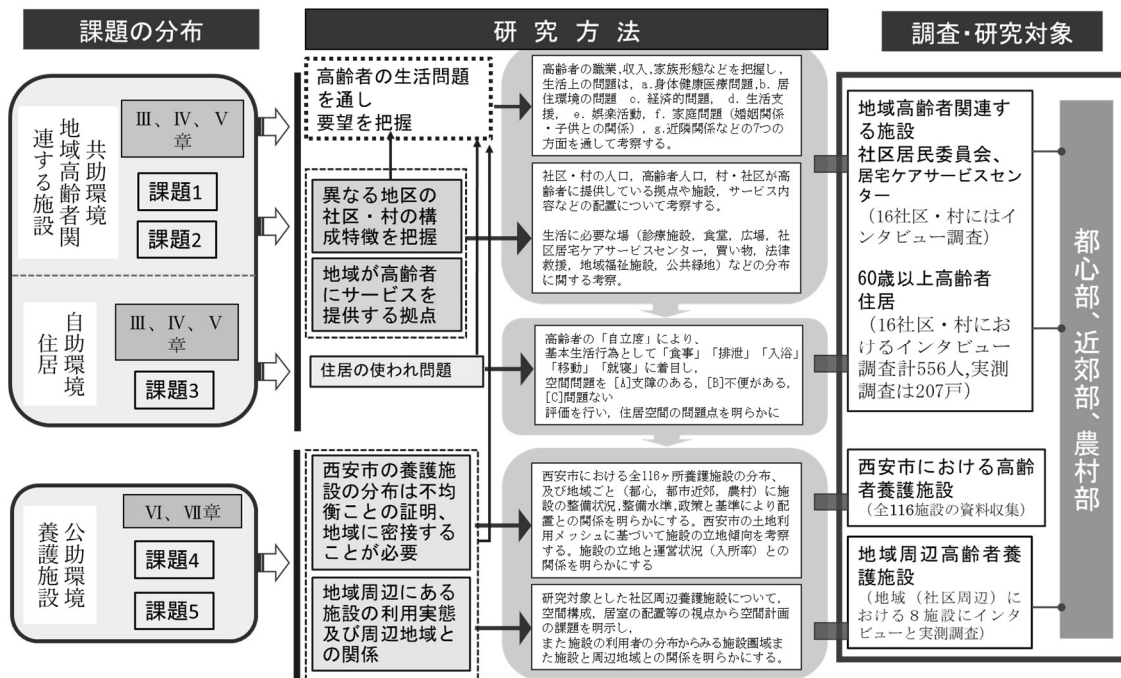 課題の分布
共助環境
地域高齢者関
連する施設
Ⅲ、Ⅳ、Ⅴ
章
課題1
課題2
自助環境
住居
Ⅲ、Ⅳ、Ⅴ
章
課題3
公助環境
養護施設
Ⅵ、Ⅶ章
課題4
課題5
研究方法
高齢者の生活問題
を通し
要望を把握
異なる地区の
社区・村の構
成特徴を把握
地域が高齢者
にサービスを
提供する拠点
住居の使われ問題
西安市の養護施
設の分布は不均
衡ことの証明、
地域に密接する
ことが必要
地域周辺にある
施設の利用実態
及び周辺地域と
の関係
高齢者の職業,収入,家族形態などを把握し,
生活上の問題は, a.身体健康医療問題,b. 居
住環境の問題 c. 経済的問題, d. 生活支
援, e. 娯楽活動, f. 家庭問題（婚姻関係
・子供との関係）, g.近隣関係などの7つの
方面を通して考察する。
社区・村の人口, 高齢者人口, 村・社区が高
齢者に提供している拠点や施設, サービス内
容などの配置について考察する。
生活に必要な場（診療施設, 食堂, 広場, 社
区居宅ケアサービスセンター, 買い物, 法律
救援, 地域福祉施設, 公共緑地）などの分布
に関する考察。
高齢者の「自立度」により、
基本生活行為として「食事」「排泄」「入浴」
「移動」「就寝」に着目し,
空間問題を [A]支障のある, [B]不便がある,
[C]問題ない
評価を行い, 住居空間の問題点を明らかに
西安市における全116ヶ所養護施設の分布、
及び地域ごと（都心, 都市近郊, 農村）に施
設の整備状況, 整備水準, 政策と基準により配
置との関係を明らかにする。西安市の土地利
用メッシュに基づいて施設の立地傾向を考察
する。施設の立地と運営状況（入所率）との
関係を明らかにする
研究対象とした社区周辺養護施設について,
空間構成, 居室の配置等の視点から空間計画
の課題を明示し,
また施設の利用者の分布からみる施設圏域ま
た施設と周辺地域との関係を明らかにする。
調査・研究対象
地域高齢者関連する
る施設
社区居民委員会、
居宅ケアサービスセン
ター
（16社区・村にはイ
ンタビュー調査）
60歳以上高齢者
住居
（16社区・村にお
けるインタビュー
調査計556人,実測
調査は207戸）
西安市における高齢
者養護施設
（全116施設の資料収集）
地域周辺高齢者養
護施設
（地域（社区周辺）に
おける８施設にインタ
ビューと実測調査）
都心部、近郊部、農村部